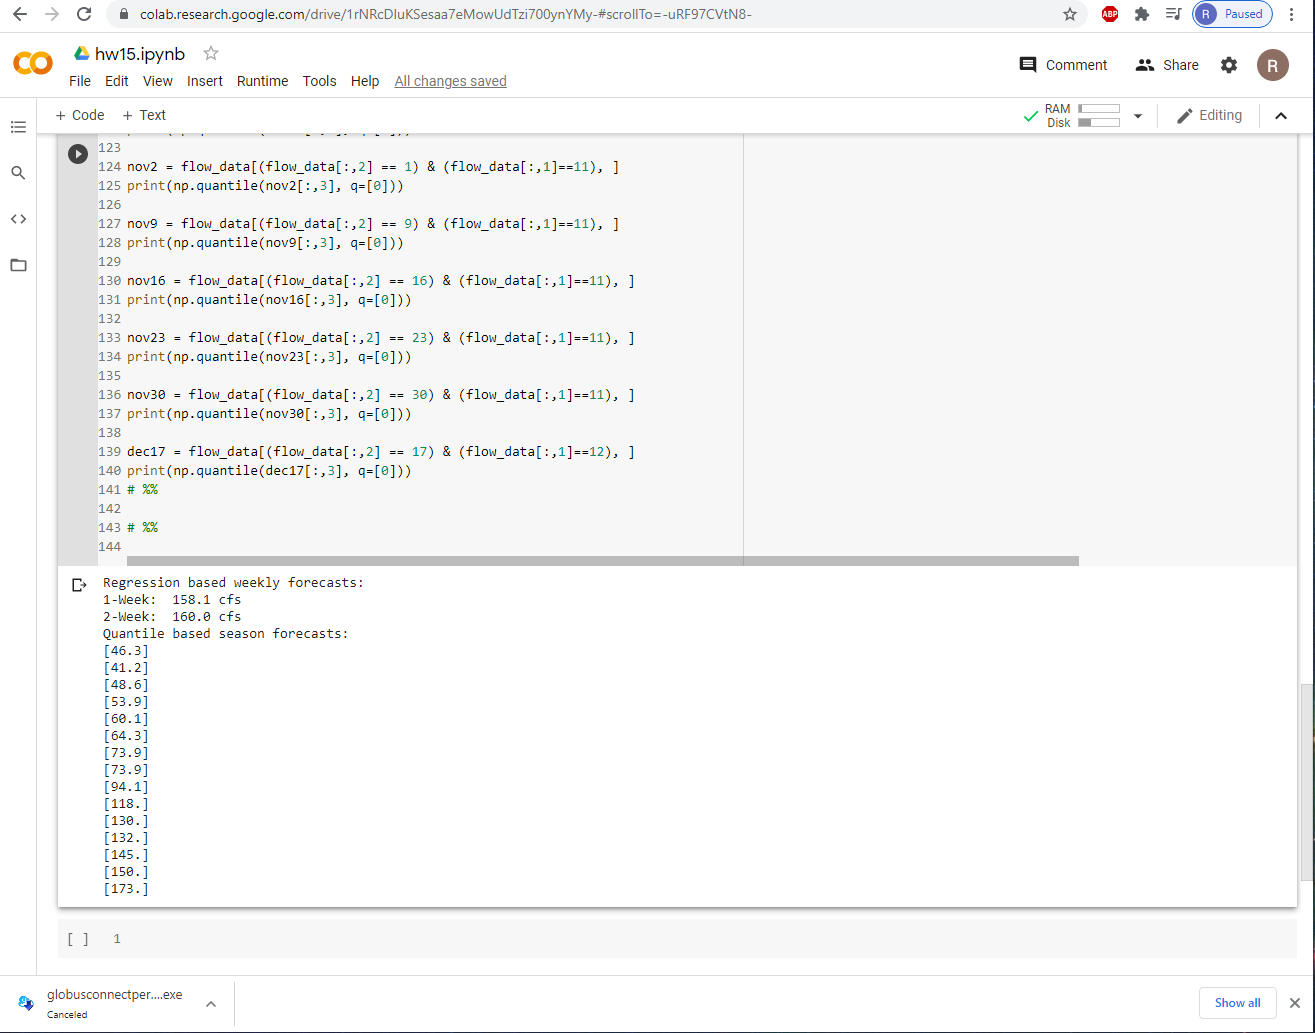 colab.research.google.com/drive/1rNRcDIuKSesaa7eMowUdTzi700ynYMy-#scrollTo=-uRF97CVtN8-
ABP
R Paused
hw15.ipynb
File Edit View Insert Runtime Tools Help All changes saved
Comment Share R
+ Code + Text
RAM
Disk
Editing
123
124 nov2 = flow_data[(flow_data[:,2] == 1) & (flow_data[:,1]==11), ]
125 print(np.quantile(nov2[:,3], q=[0]))
126
127 nov9 = flow_data[(flow_data[:,2] == 9) & (flow_data[:,1]==11), ]
128 print(np.quantile(nov9[:,3], q=[0]))
129
130 nov16 = flow_data[(flow_data[:,2] == 16) & (flow_data[:,1]==11), ]
131 print(np.quantile(nov16[:,3], q=[0]))
132
133 nov23 = flow_data[(flow_data[:,2] == 23) & (flow_data[:,1]==11), ]
134 print(np.quantile(nov23[:,3], q=[0]))
135
136 nov30 = flow_data[(flow_data[:,2] == 30) & (flow_data[:,1]==11), ]
137 print(np.quantile(nov30[:,3], q=[0]))
138
139 dec17 = flow_data[(flow_data[:,2] == 17) & (flow_data[:,1]==12), ]
140 print(np.quantile(dec17[:,3], q=[0]))
141 # %%
142
143 # %%
144
Regression based weekly forecasts:
1-Week:  158.1 cfs
2-Week:  160.0 cfs
Quantile based season forecasts:
[46.3]
[41.2]
[48.6]
[53.9]
[60.1]
[64.3]
[73.9]
[73.9]
[94.1]
[118.]
[130.]
[132.]
[145.]
[150.]
[173.]
[ ] 1
globusconnectper....exe
Canceled
Show all